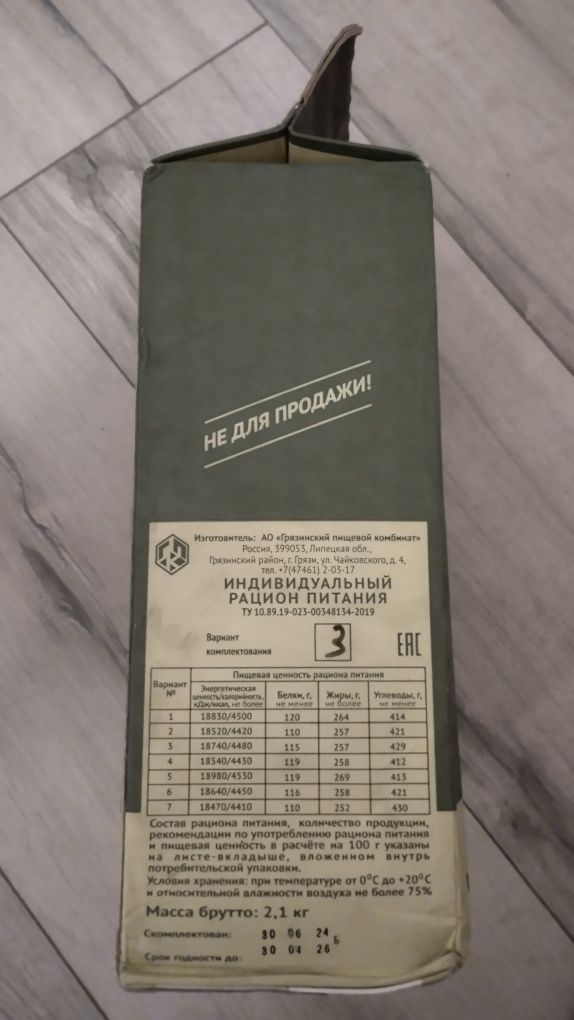 НЕ ДЛЯ ПРОДАЖИ!
Изготовитель: АО «Грязинский пищевой комбинат»
Россия, 399053, Липецкая обл.,
Грязинский район, г. Грязи, ул. Чайковского, д. 4,
тел. +7(47461) 2-03-17
ИНДИВИДУАЛЬНЫЙ
РАЦИОН ПИТАНИЯ
ТУ 10.89.19-023-00348134-2019
Вариант
комплектования
3
ЕАС
Вариант №
Пищевая ценность рациона питания
Энергетическая ценность/калорийность, кДж/ккал, не более
Белки, г, не менее
Жиры, г, не более
Углеводы, г, не менее
1 18830/4500 120 264 414
2 18520/4420 110 257 421
3 18740/4480 115 257 429
4 18540/4430 119 258 412
5 18980/4530 119 269 413
6 18640/4450 116 258 421
7 18470/4410 110 252 430
Состав рациона питания, количество продукции,
рекомендации по употреблению рациона питания
и пищевая ценность в расчёте на 100 г указаны
на листе-вкладыше, вложенном внутрь
потребительской упаковки.
Условия хранения: при температуре от 0°С до +20°С
и относительной влажности воздуха не более 75%
Масса брутто: 2,1 кг
Скомплектован: 30 06 24
Б
Срок годности до: 30 04 26